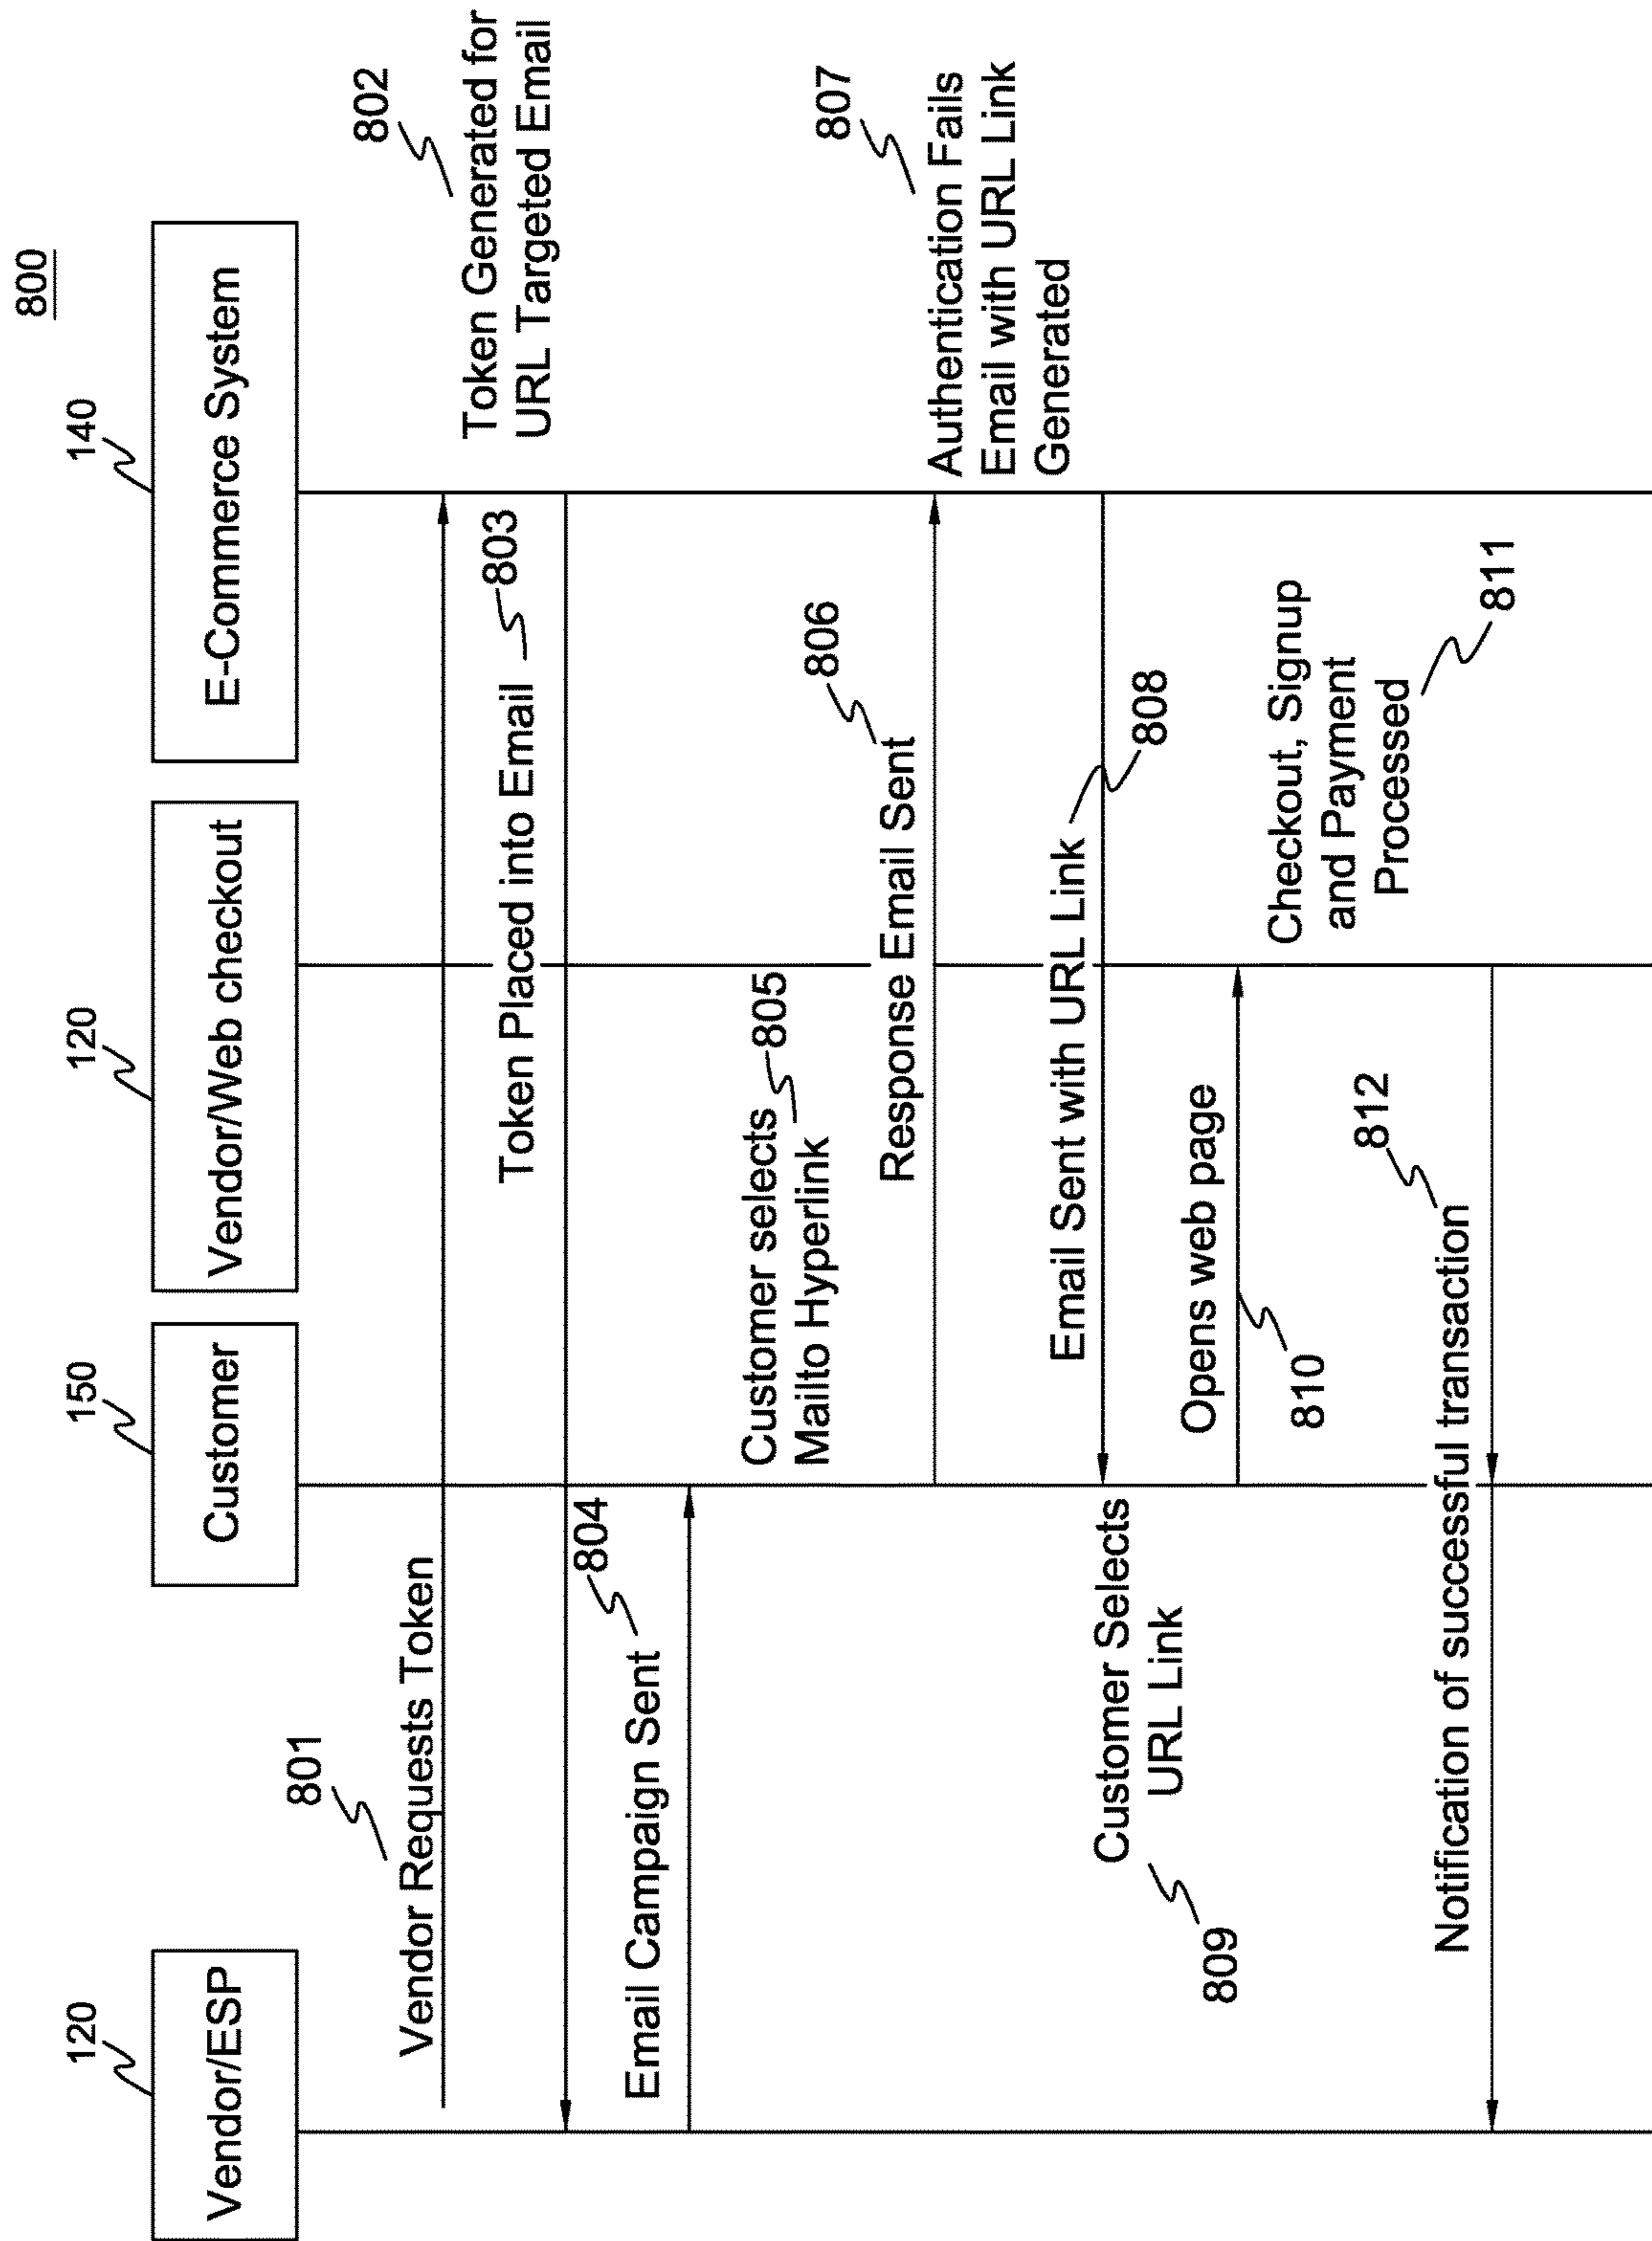 800
120
150
120
140
Vendor/ESP
Customer
Vendor/Web checkout
E-Commerce System
801
Vendor Requests Token
802
Token Generated for
URL Targeted Email
Token Placed into Email
803
804
Email Campaign Sent
Customer selects
Mailto Hyperlink
805
806
Response Email Sent
807
Authentication Fails
Email with URL Link
Generated
Email Sent with URL Link
808
Customer Selects
URL Link
809
Opens web page
810
Checkout, Signup
and Payment
Processed
811
812
Notification of successful transaction